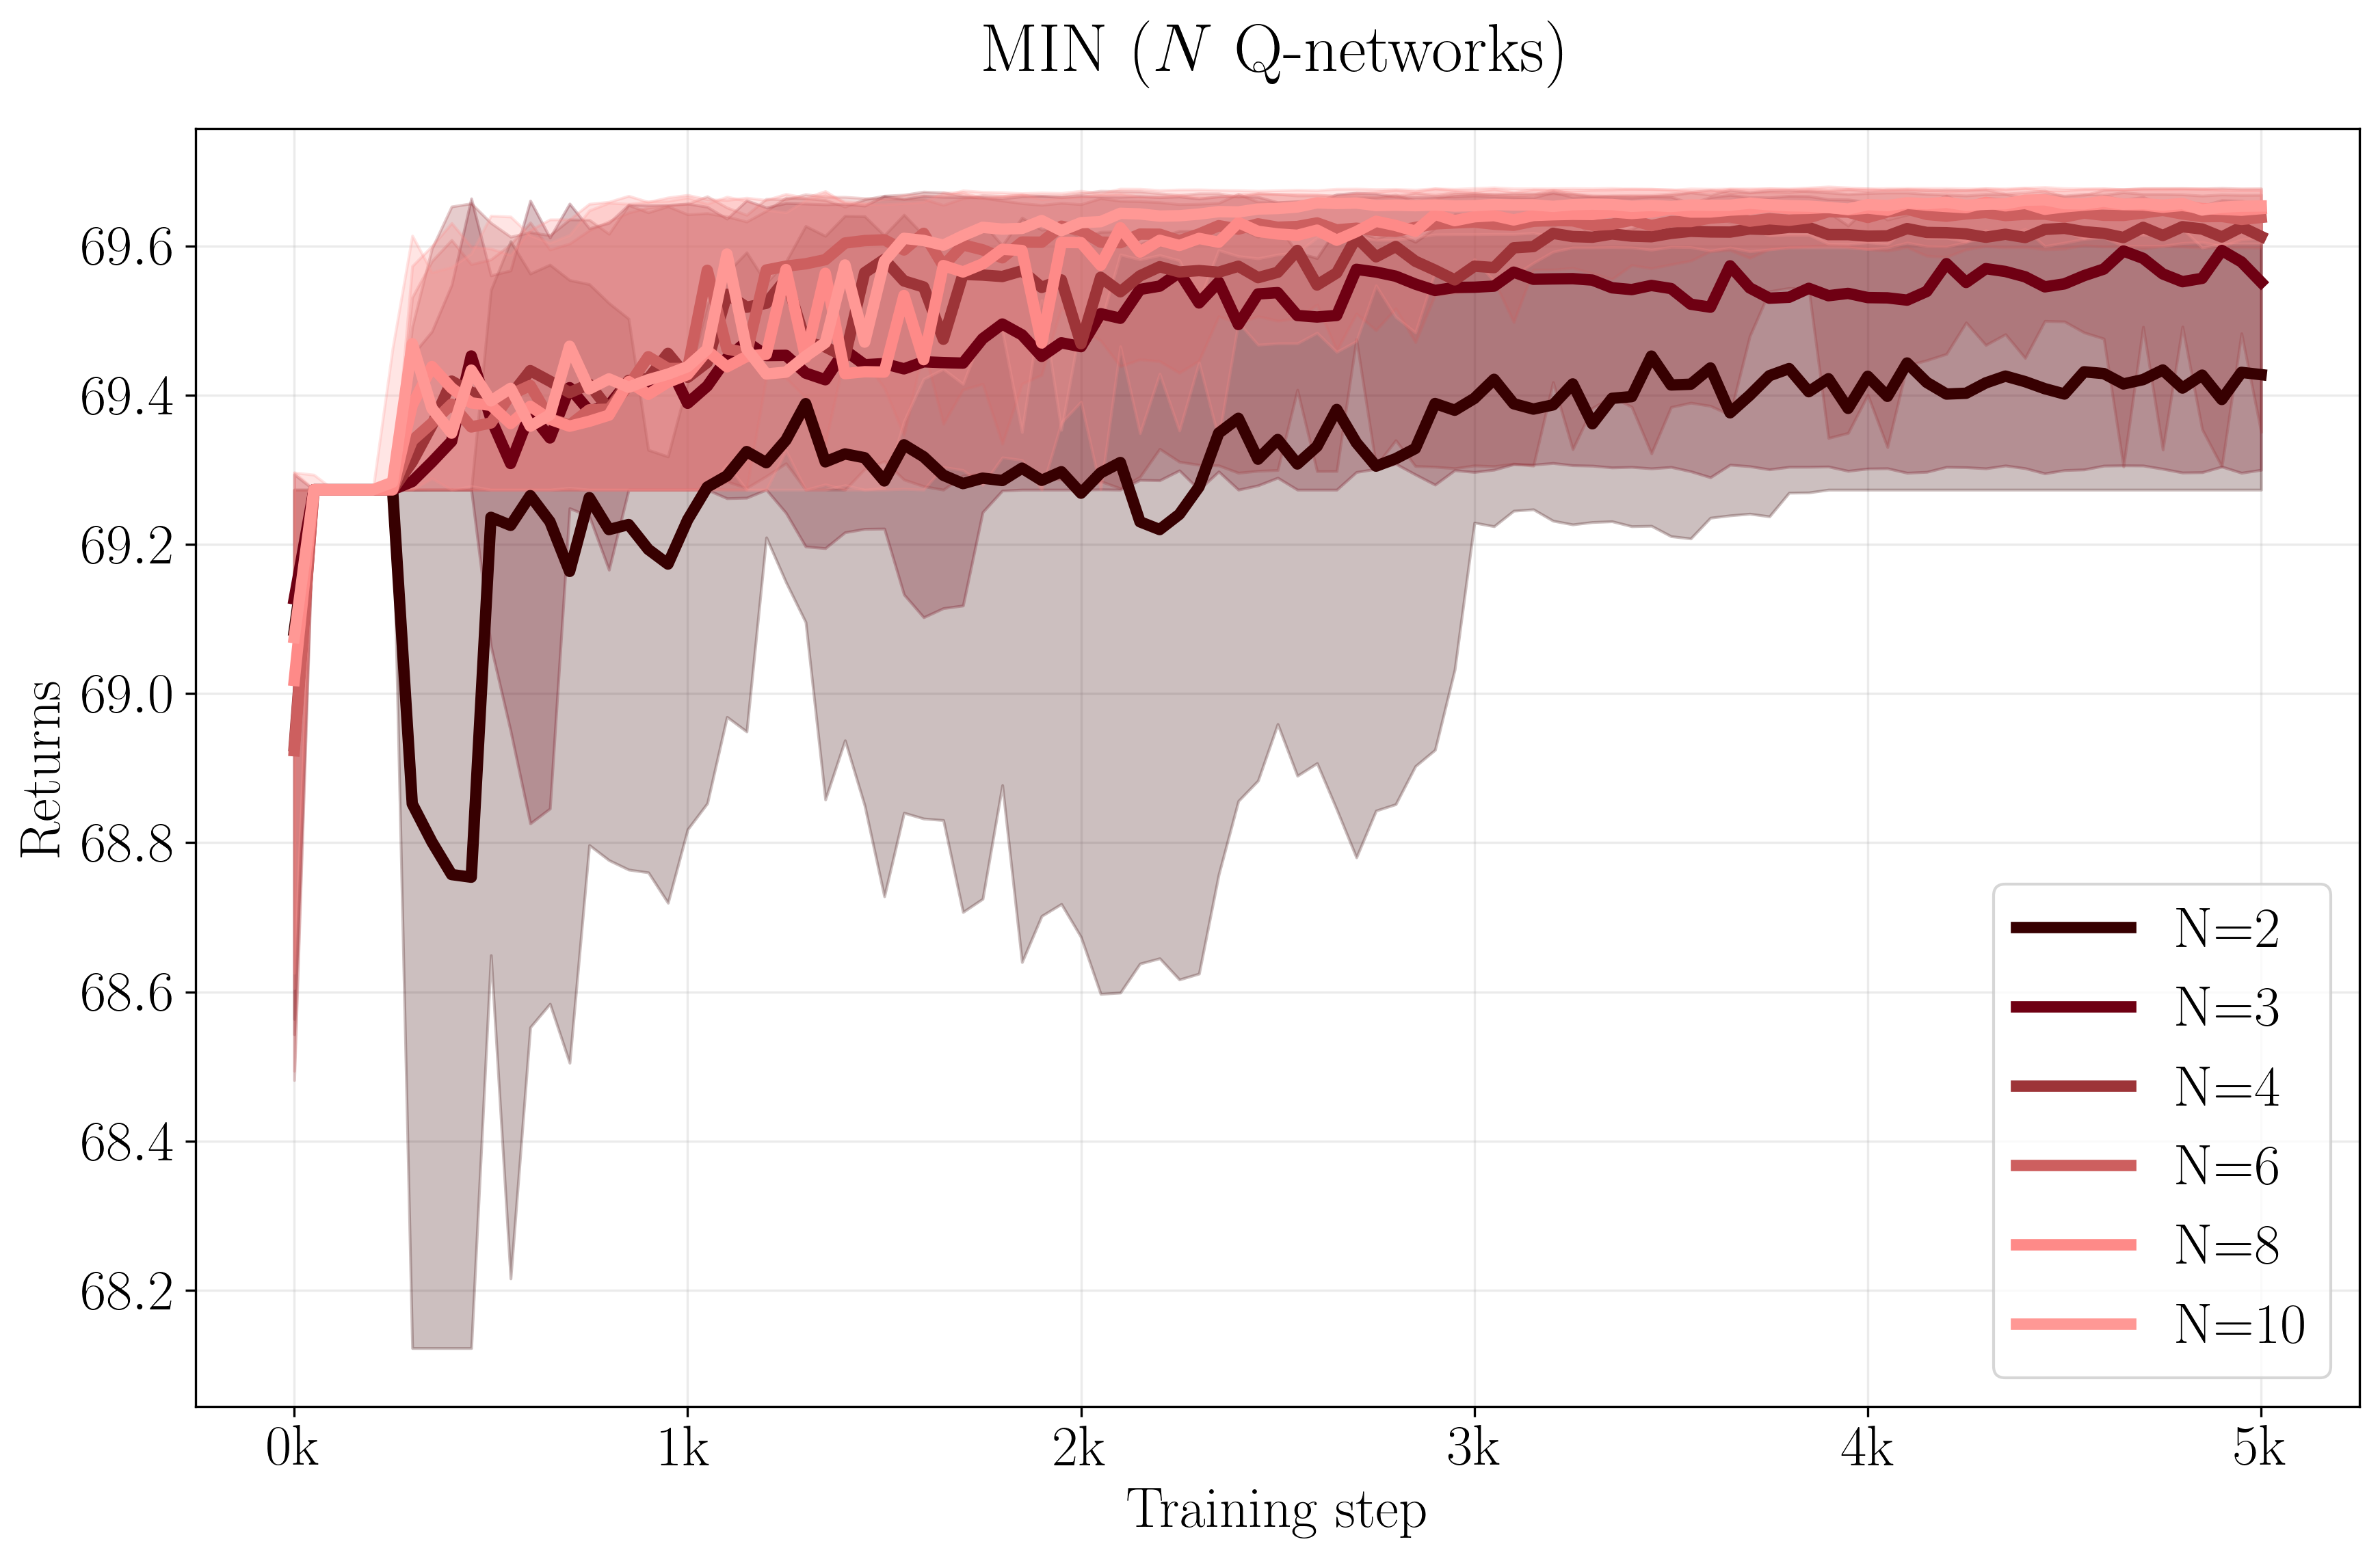 MIN (N Q-networks)
Returns
69.6
69.4
69.2
69.0
68.8
68.6
68.4
68.2
0k 1k 2k 3k 4k 5k
Training step
N=2
N=3
N=4
N=6
N=8
N=10